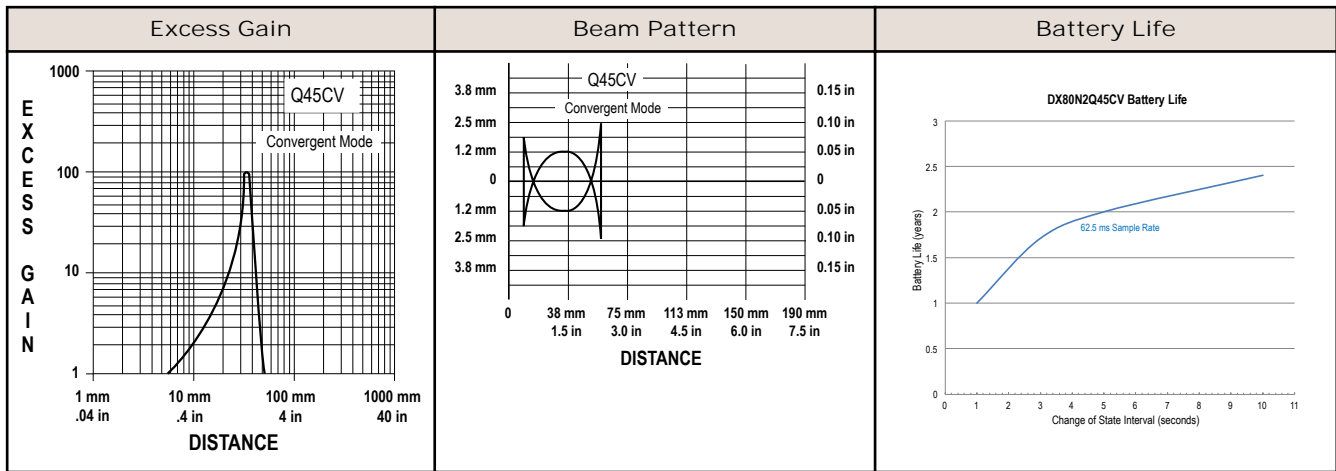 Excess Gain
Beam Pattern
Battery Life
EXCESS GAIN
1000
100
10
1
Q45CV
Convergent Mode
1 mm
.04 in
10 mm
.4 in
100 mm
4 in
1000 mm
40 in
DISTANCE
Q45CV
Convergent Mode
3.8 mm
2.5 mm
1.2 mm
0
1.2 mm
2.5 mm
3.8 mm
0.15 in
0.10 in
0.05 in
0
0.05 in
0.10 in
0.15 in
0
38 mm
1.5 in
75 mm
3.0 in
113 mm
4.5 in
150 mm
6.0 in
190 mm
7.5 in
DISTANCE
DX80N2Q45CV Battery Life
Battery Life (years)
3
2.5
2
1.5
1
0.5
0
62.5 ms Sample Rate
0 1 2 3 4 5 6 7 8 9 10 11
Change of State Interval (seconds)